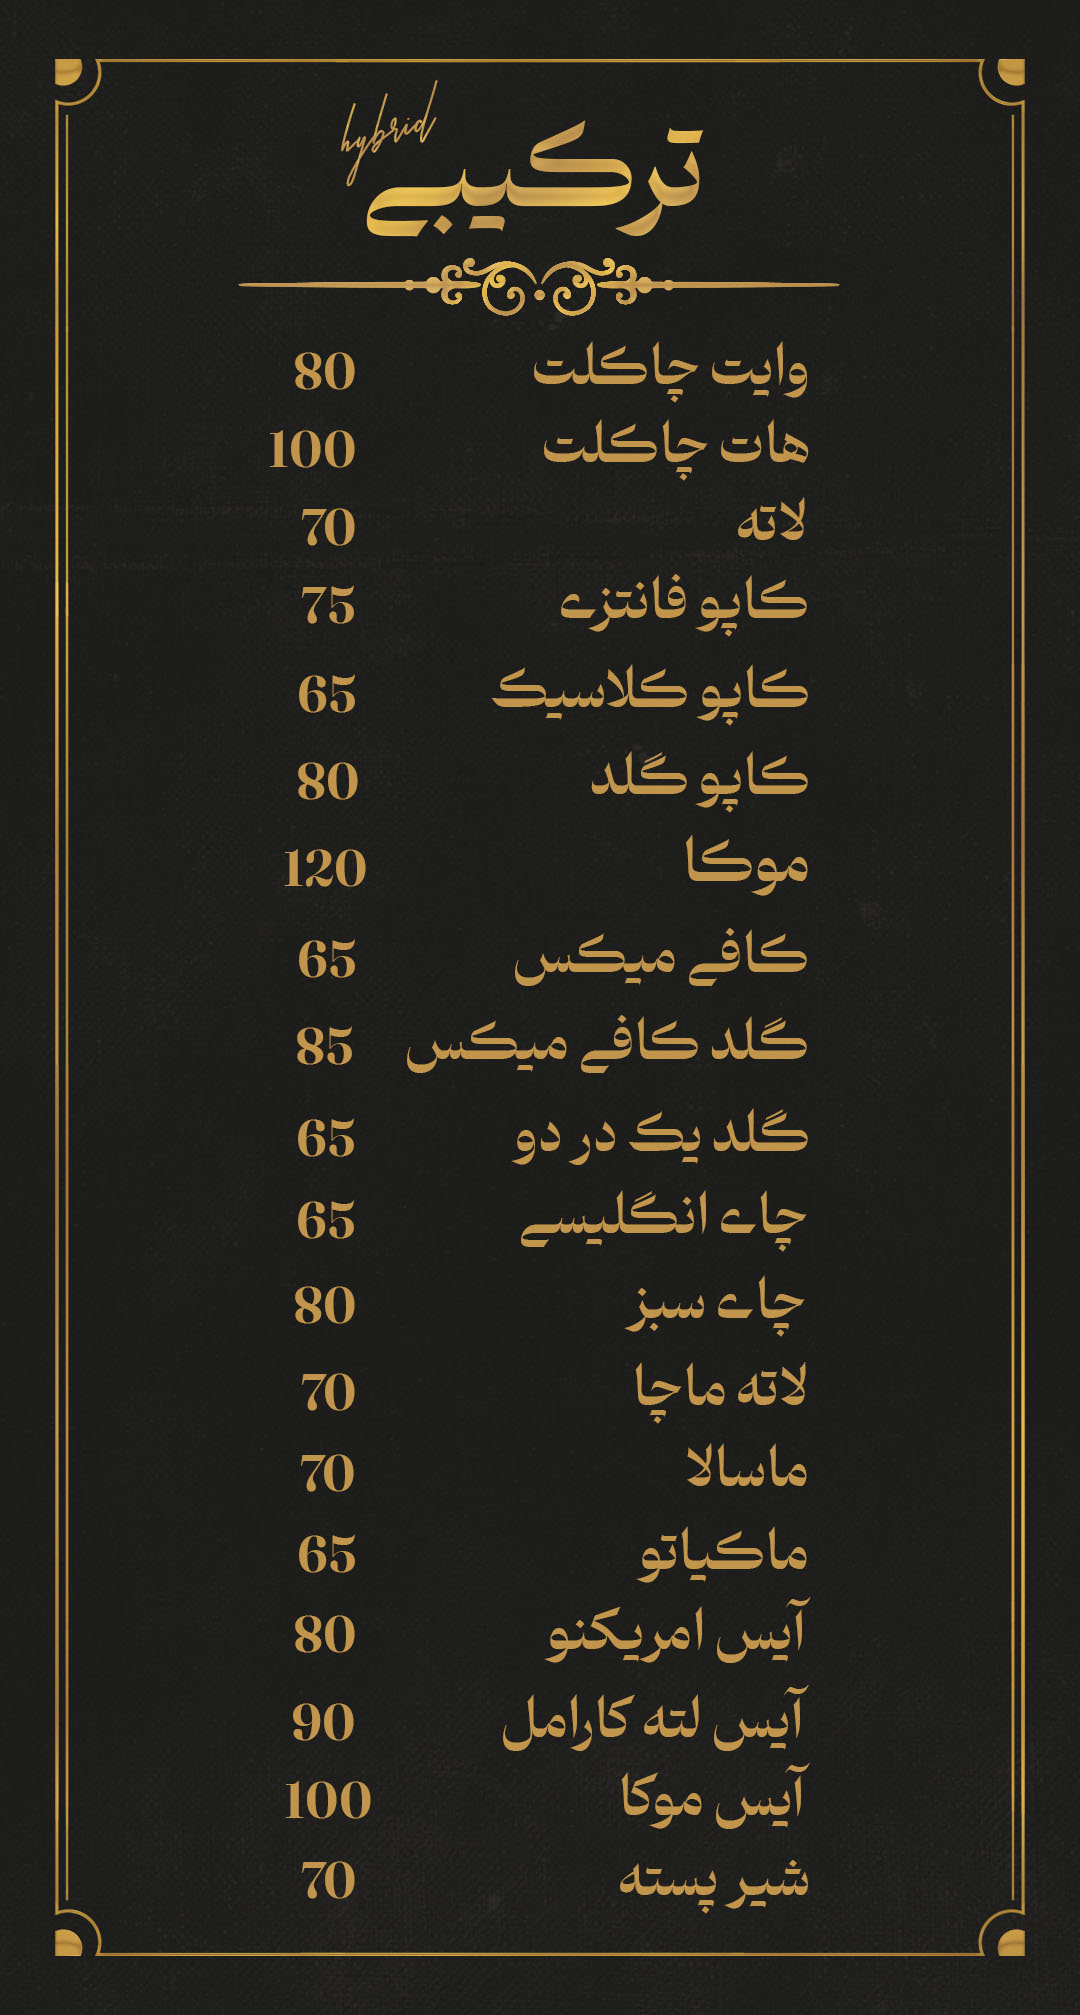 ترکیبی
hybrid
وایت چاکلت 80
هات چاکلت 100
لاته 70
کاپو فانتزی 75
کاپو کلاسیک 65
کاپو گلد 80
موکا 120
کافی میکس 65
گلد کافی میکس 85
گلد یک در دو 65
چای انگلیسی 65
چای سبز 80
لاته ماچا 70
ماسالا 70
ماکیاتو 65
آیس امریکنو 80
آیس لته کارامل 90
آیس موکا 100
شیر پسته 70